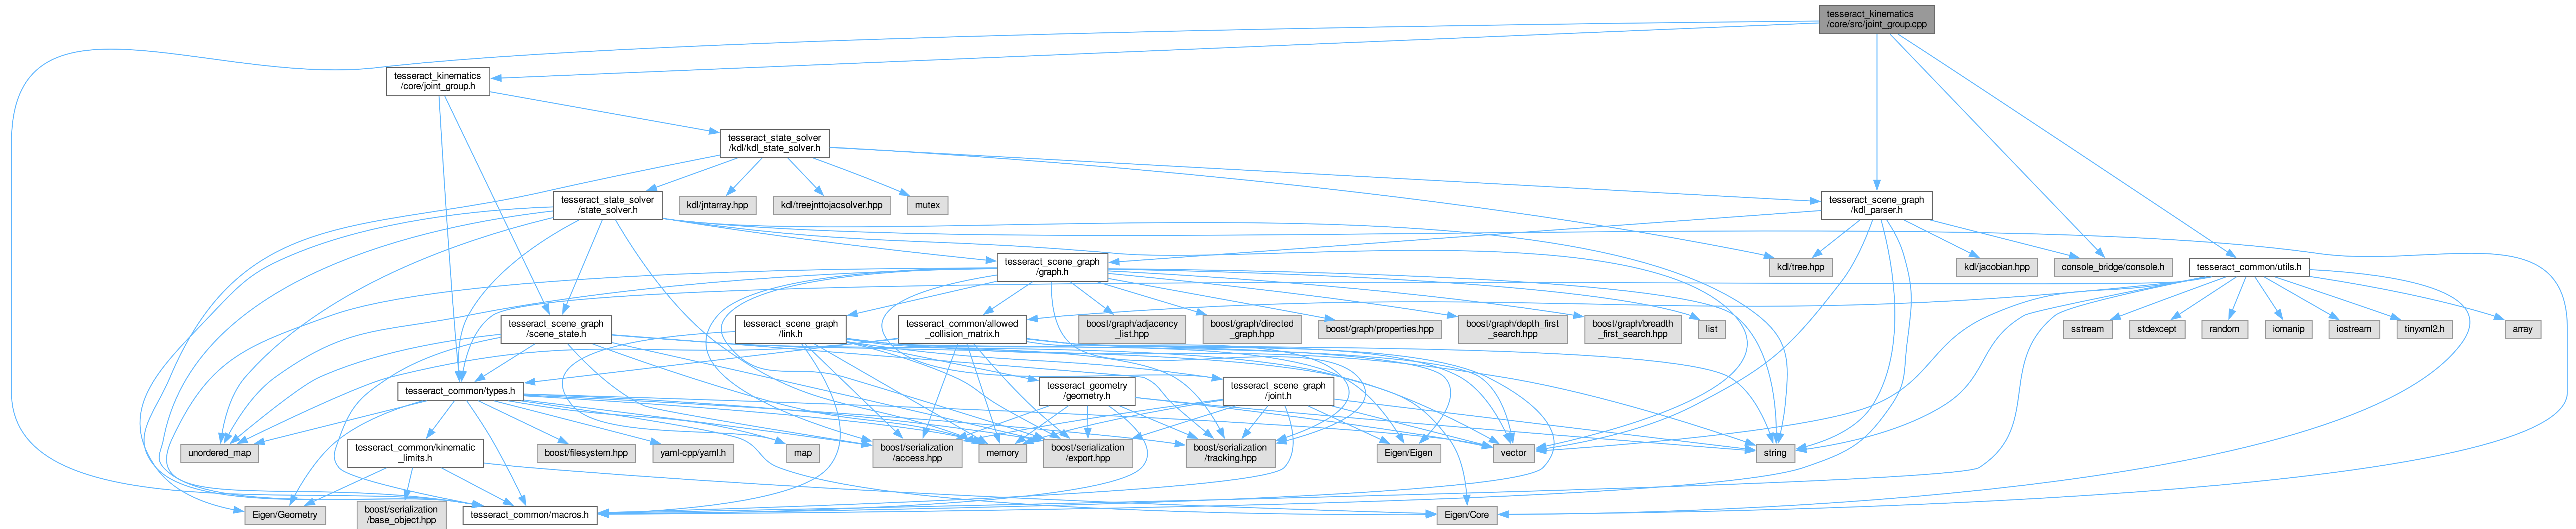 tesseract_kinematics
/core/src/joint_group.cpp
tesseract_kinematics
/core/joint_group.h
tesseract_state_solver
/kdl/kdl_state_solver.h
tesseract_state_solver
/state_solver.h
kdl/jntarray.hpp
kdl/treejnttojacsolver.hpp
mutex
tesseract_scene_graph
/kdl_parser.h
tesseract_scene_graph
/graph.h
kdl/tree.hpp
kdl/jacobian.hpp
console_bridge/console.h
tesseract_common/utils.h
tesseract_scene_graph
/scene_state.h
tesseract_scene_graph
/link.h
tesseract_common/allowed
_collision_matrix.h
boost/graph/adjacency
_list.hpp
boost/graph/directed
_graph.hpp
boost/graph/properties.hpp
boost/graph/depth_first
_search.hpp
boost/graph/breadth
_first_search.hpp
list
sstream
stdexcept
random
iomanip
iostream
tinyxml2.h
array
tesseract_common/types.h
tesseract_geometry
/geometry.h
tesseract_scene_graph
/joint.h
unordered_map
tesseract_common/kinematic
_limits.h
boost/filesystem.hpp
yaml-cpp/yaml.h
map
boost/serialization
/access.hpp
memory
boost/serialization
/export.hpp
boost/serialization
/tracking.hpp
Eigen/Eigen
vector
string
Eigen/Geometry
boost/serialization
/base_object.hpp
tesseract_common/macros.h
Eigen/Core